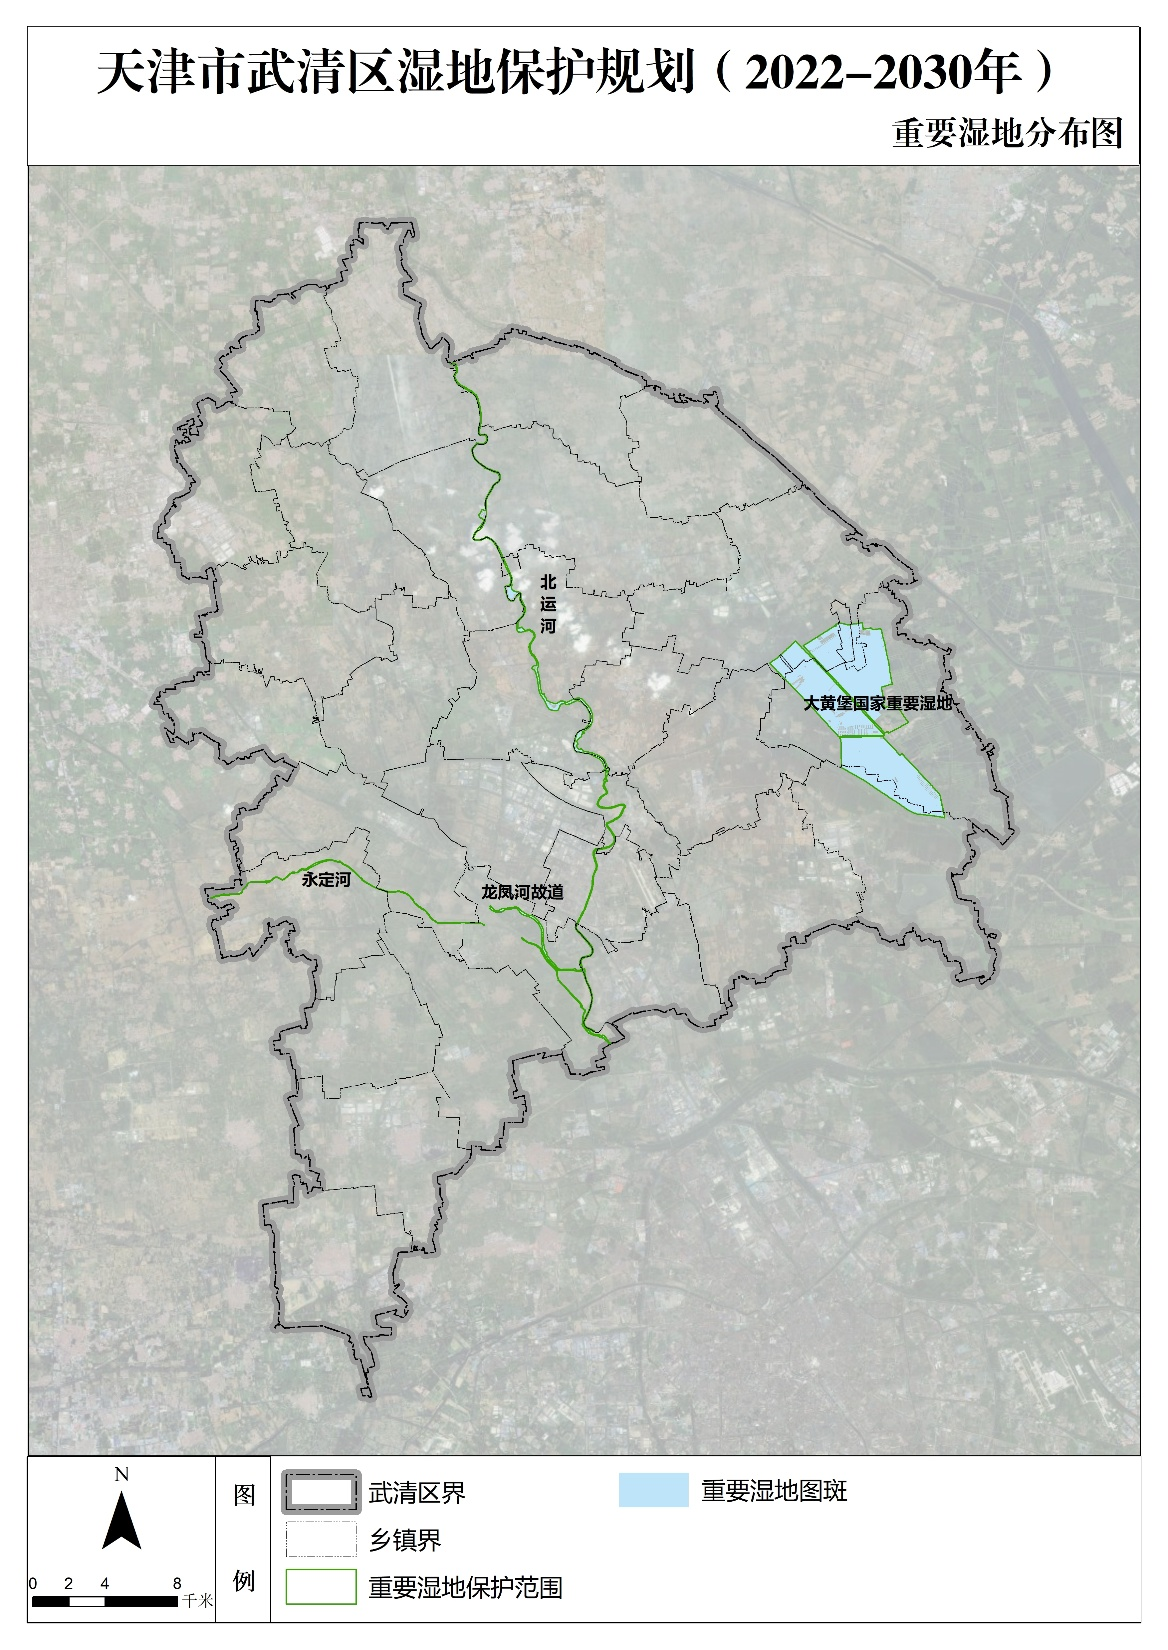 天津市武清区湿地保护规划（2022-2030年）
重要湿地分布图
北
运
河
大黄堡国家重要湿地
永定河
龙凤河故道
N
0 2 4 8
千米
图
例
武清区界
重要湿地图斑
乡镇界
重要湿地保护范围